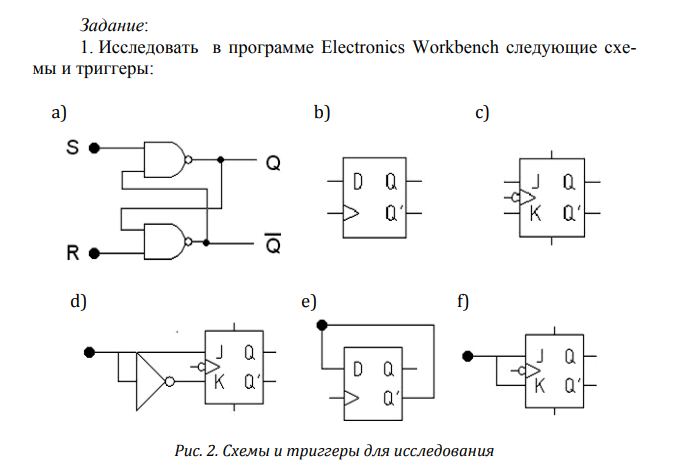 Задание:
1. Исследовать в программе Electronics Workbench следующие схе-
мы и триггеры:
a) b) c)
S Q
R Q̅
D Q
Q′
J Q
K Q′
d) e) f)
J Q
K Q′
D Q
Q′
J Q
K Q′
Рис. 2. Схемы и триггеры для исследования